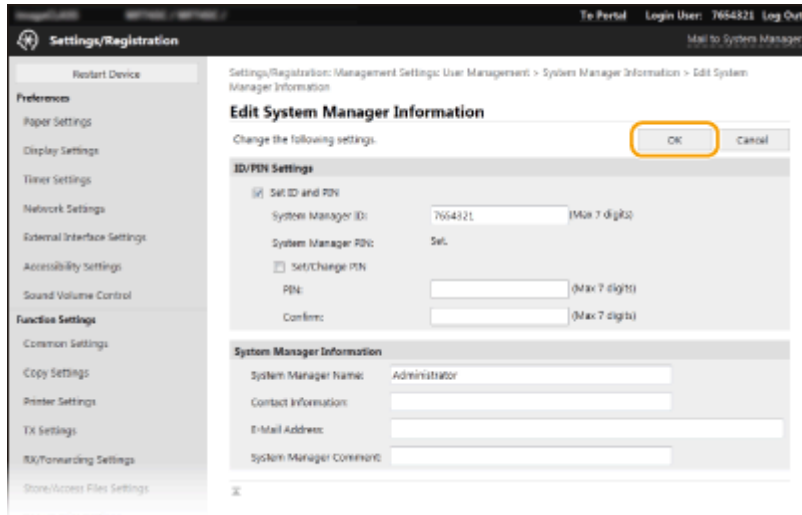 To Portal Login User: 7654321 Log Out
Settings/Registration
Mail to System Manager
Restart Device
Preferences
Paper Settings
Display Settings
Timer Settings
Network Settings
External Interface Settings
Accessibility Settings
Sound Volume Control
Function Settings
Common Settings
Copy Settings
Printer Settings
TX Settings
RX/Forwarding Settings
Store/Access Files Settings
Settings/Registration: Management Settings: User Management > System Manager Information > Edit System
Manager Information
Edit System Manager Information
Change the following settings.
OK
Cancel
ID/PIN Settings
Set ID and PIN
System Manager ID: 7654321 (Max 7 digits)
System Manager PIN: Set.
Set/Change PIN
PIN: (Max 7 digits)
Confirm: (Max 7 digits)
System Manager Information
System Manager Name: Administrator
Contact Information:
E-Mail Address:
System Manager Comment: